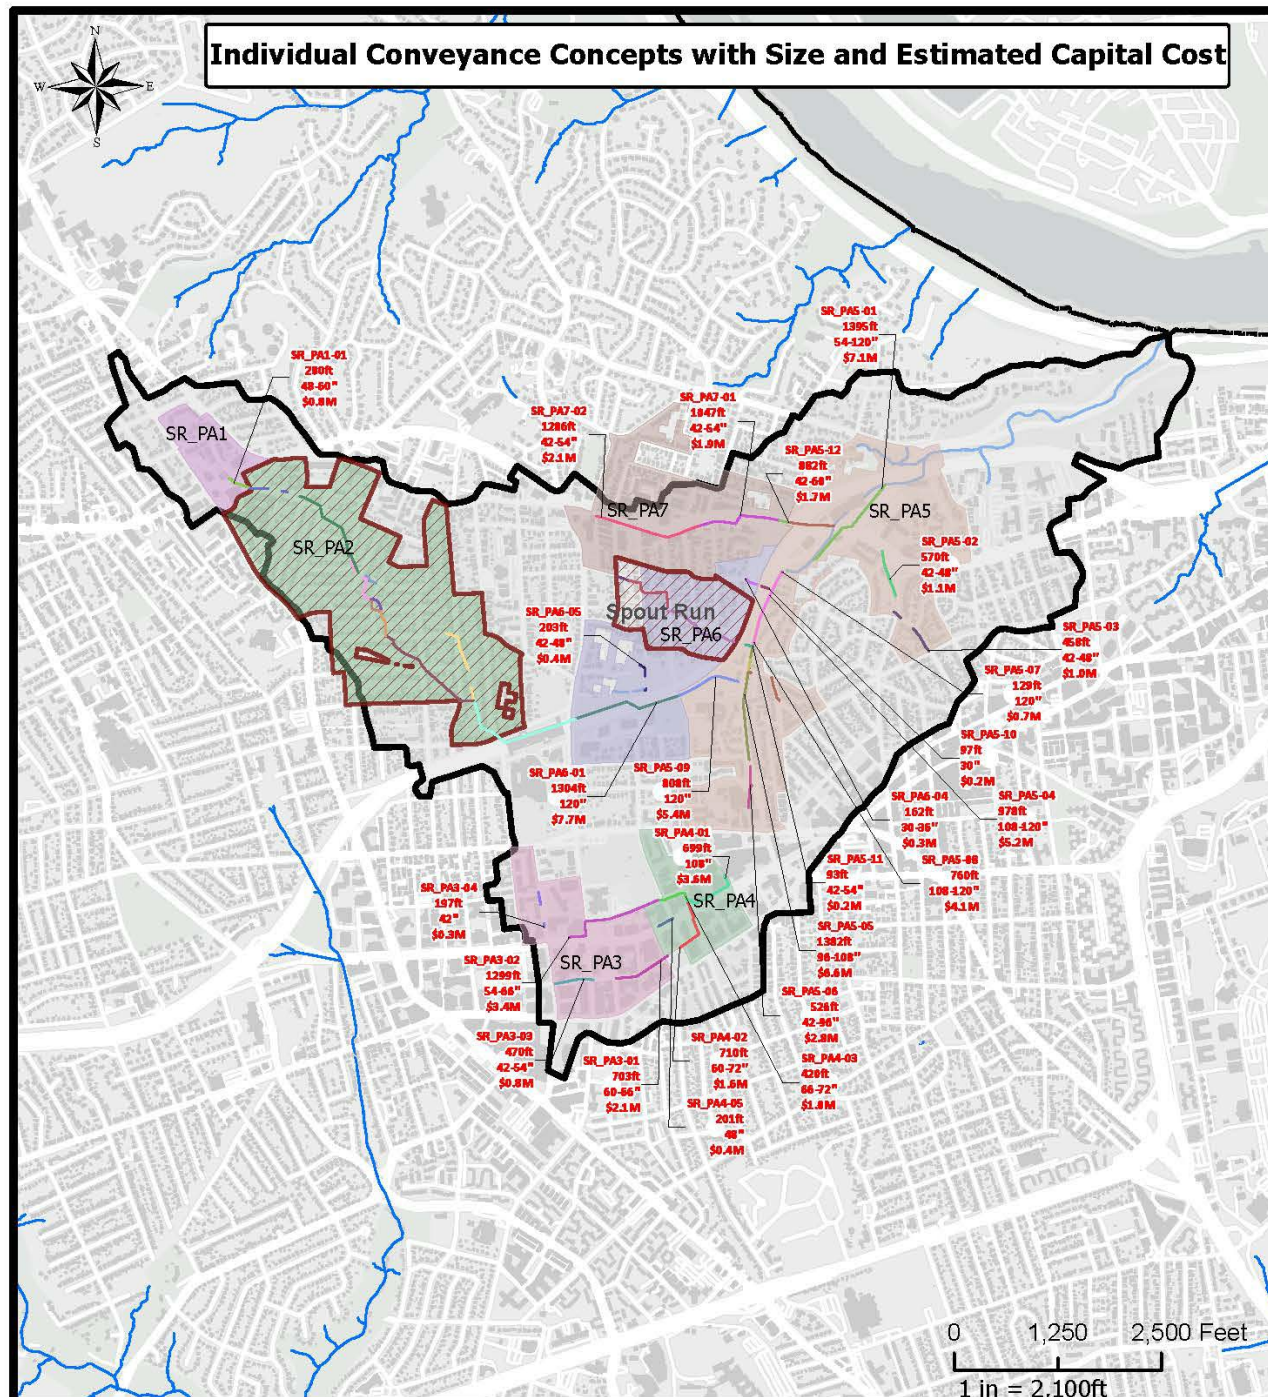 Individual Conveyance Concepts with Size and Estimated Capital Cost
N
W
E
S
SR_PA5-01
1395ft
54-120"
$7.1M
SR_PA1-01
280ft
48-60"
$0.8M
SR_PA7-02
1286ft
42-54"
$2.1M
SR_PA7-01
1047ft
42-54"
$1.9M
SR_PA5-12
882ft
42-60"
$1.7M
SR_PA1
SR_PA2
SR_PA7
SR_PA5
SR_PA5-02
570ft
42-48"
$1.1M
SR_PA6-05
203ft
42-48"
$0.4M
Spout Run
SR_PA6
SR_PA5-03
458ft
42-48"
$1.0M
SR_PA5-07
129ft
120"
$0.7M
SR_PA5-10
97ft
30"
$0.2M
SR_PA6-01
1304ft
120"
$7.7M
SR_PA5-09
808ft
120"
$5.4M
SR_PA6-04
162ft
30-36"
$0.3M
SR_PA5-04
978ft
108-120"
$5.2M
SR_PA4-01
699ft
108"
$3.6M
SR_PA5-11
93ft
42-54"
$0.2M
SR_PA5-08
760ft
108-120"
$4.1M
SR_PA3-04
197ft
42"
$0.3M
SR_PA4
SR_PA5-05
1382ft
96-108"
$6.6M
SR_PA3-02
1299ft
54-66"
$3.4M
SR_PA3
SR_PA5-06
526ft
42-96"
$2.8M
SR_PA3-03
470ft
42-54"
$0.8M
SR_PA3-01
703ft
60-66"
$2.1M
SR_PA4-02
710ft
60-72"
$1.6M
SR_PA4-03
420ft
66-72"
$1.8M
SR_PA4-05
201ft
48"
$0.4M
0 1,250 2,500 Feet
1 in = 2,100ft